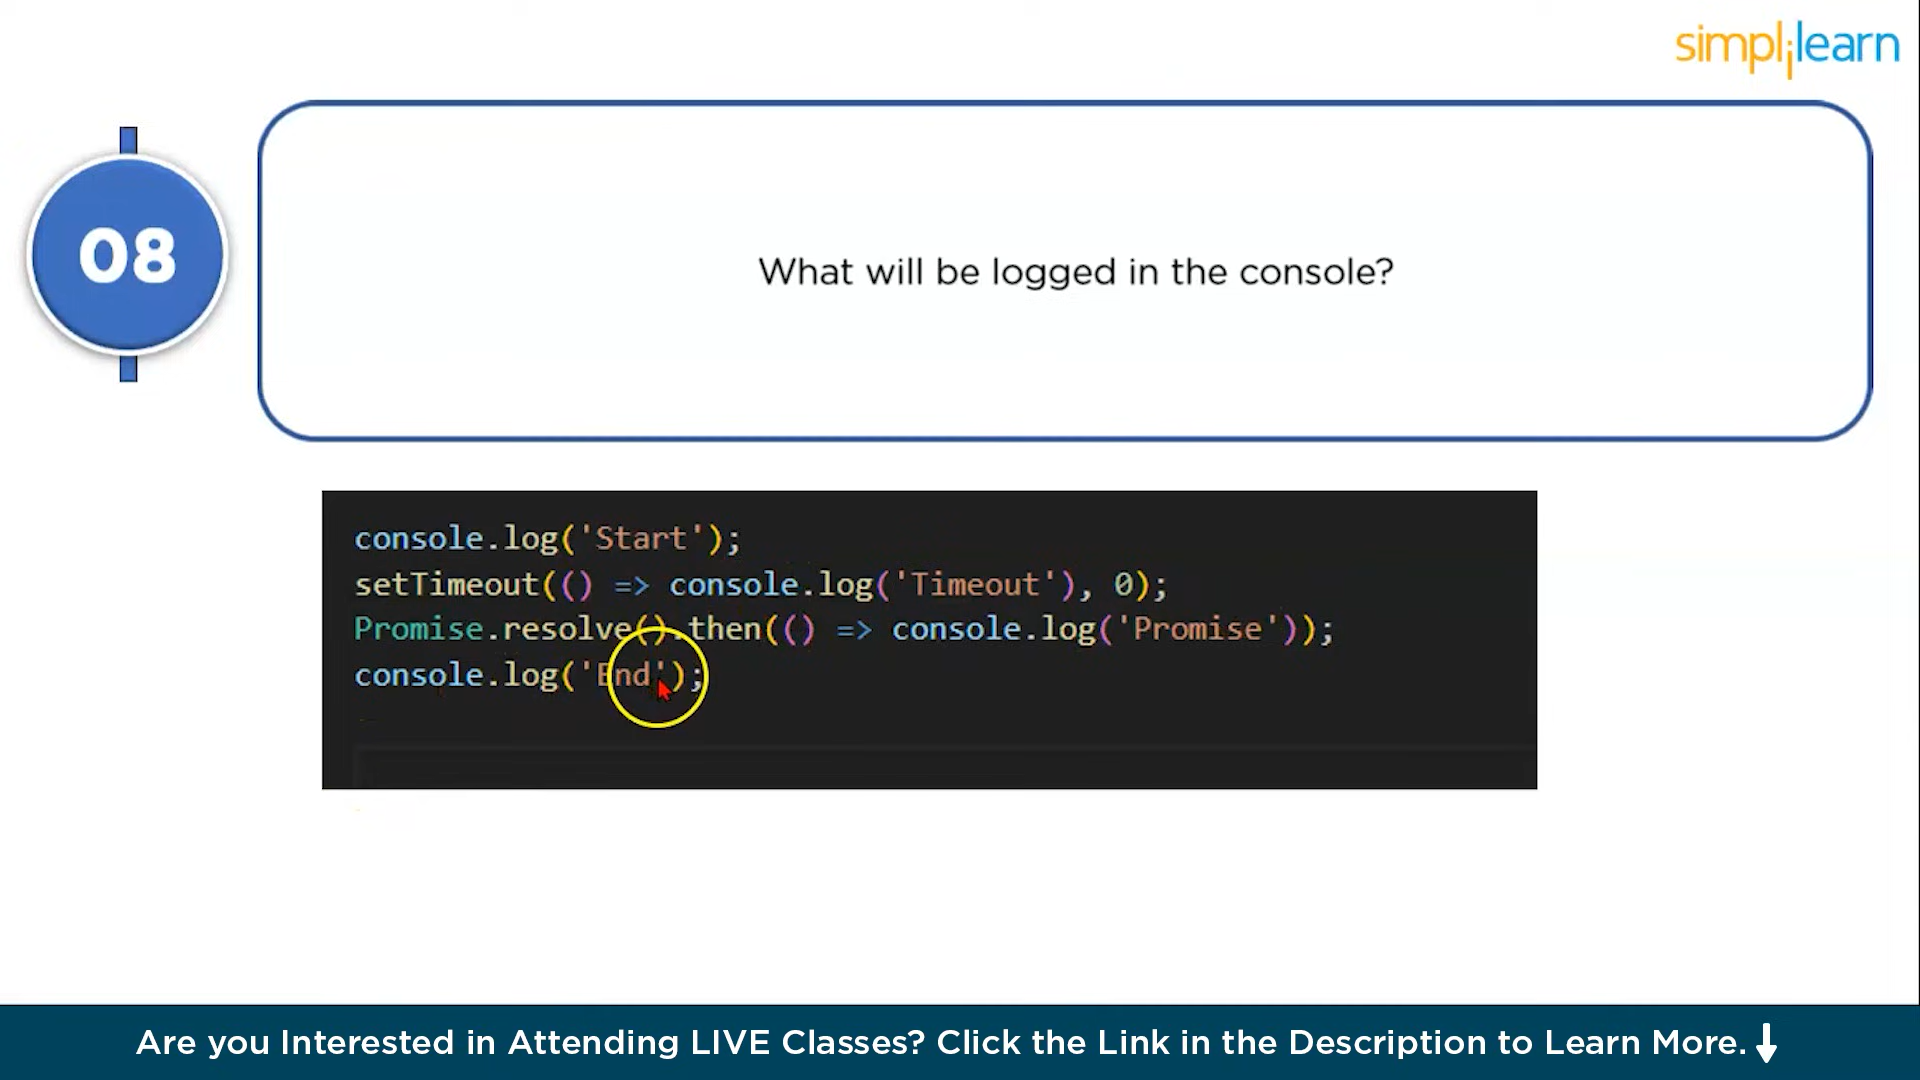 simplilearn
08
What will be logged in the console?
console.log('Start');
setTimeout(() => console.log('Timeout'), 0);
Promise.resolve().then(() => console.log('Promise'));
console.log('End');
Are you Interested in Attending LIVE Classes? Click the Link in the Description to Learn More.